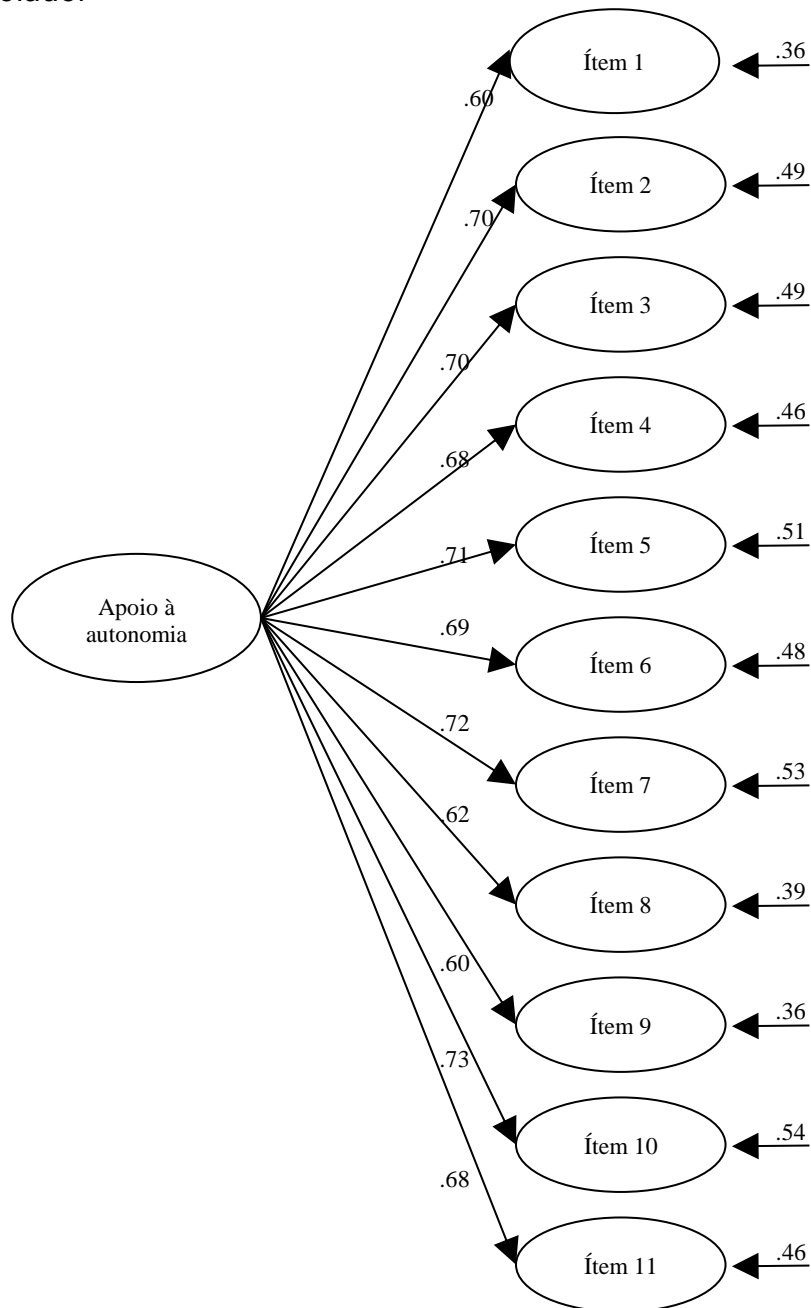 Ítem 1
.36
.60
Ítem 2
.49
.70
Ítem 3
.49
.70
Ítem 4
.46
.68
Ítem 5
.51
.71
Apoio à
autonomia
Ítem 6
.48
.69
Ítem 7
.53
.72
Ítem 8
.39
.62
Ítem 9
.36
.60
Ítem 10
.54
.73
Ítem 11
.46
.68